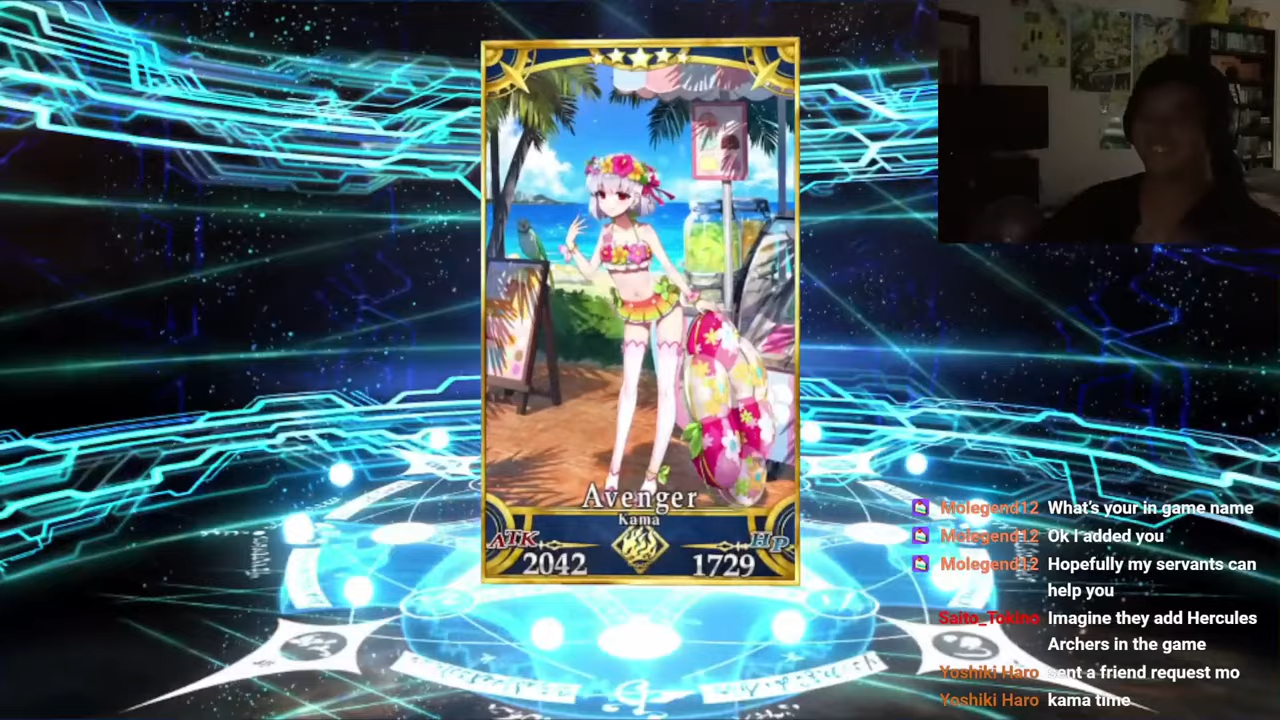 Avenger
Kama
ATK
HP
2042
1729
Molegend12 What's your in game name
Molegend12 Ok I added you
Molegend12 Hopefully my servants can
help you
Saito_Tokino Imagine they add Hercules
Archers in the game
Yoshiki Haro sent a friend request mo
Yoshiki Haro kama time